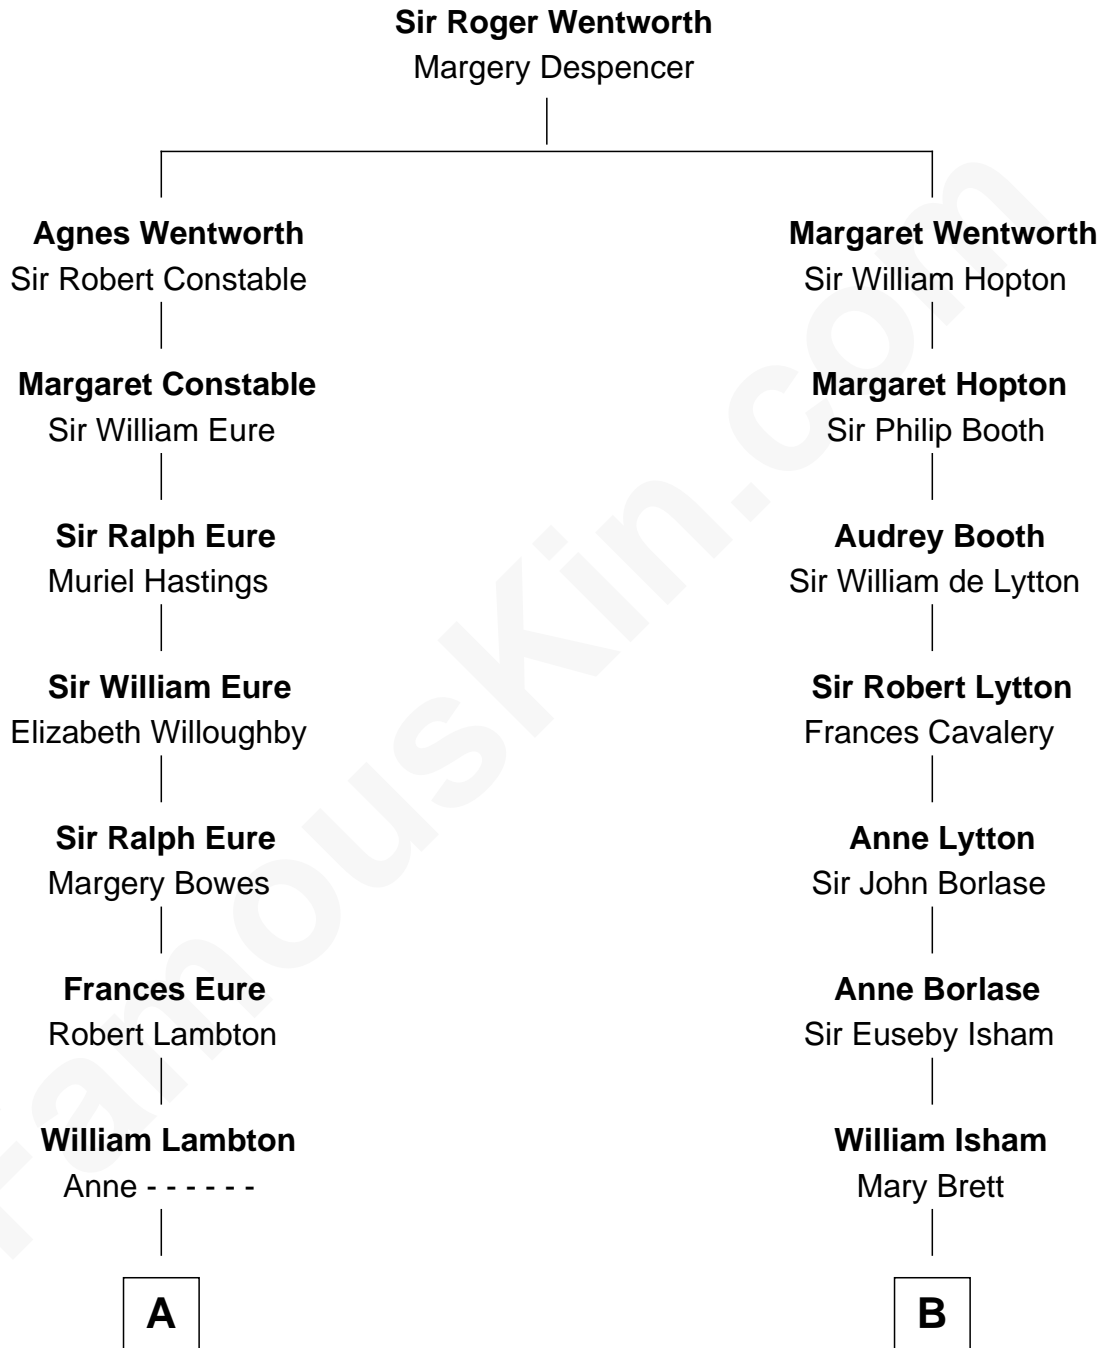 Sir Roger Wentworth
Margery Despencer
Agnes Wentworth
Sir Robert Constable
Margaret Constable
Sir William Eure
Sir Ralph Eure
Muriel Hastings
Sir William Eure
Elizabeth Willoughby
Sir Ralph Eure
Margery Bowes
Frances Eure
Robert Lambton
William Lambton
Anne - - - - - -
A
Margaret Wentworth
Sir William Hopton
Margaret Hopton
Sir Philip Booth
Audrey Booth
Sir William de Lytton
Sir Robert Lytton
Frances Cavalery
Anne Lytton
Sir John Borlase
Anne Borlase
Sir Euseby Isham
William Isham
Mary Brett
B
FamousKin.com